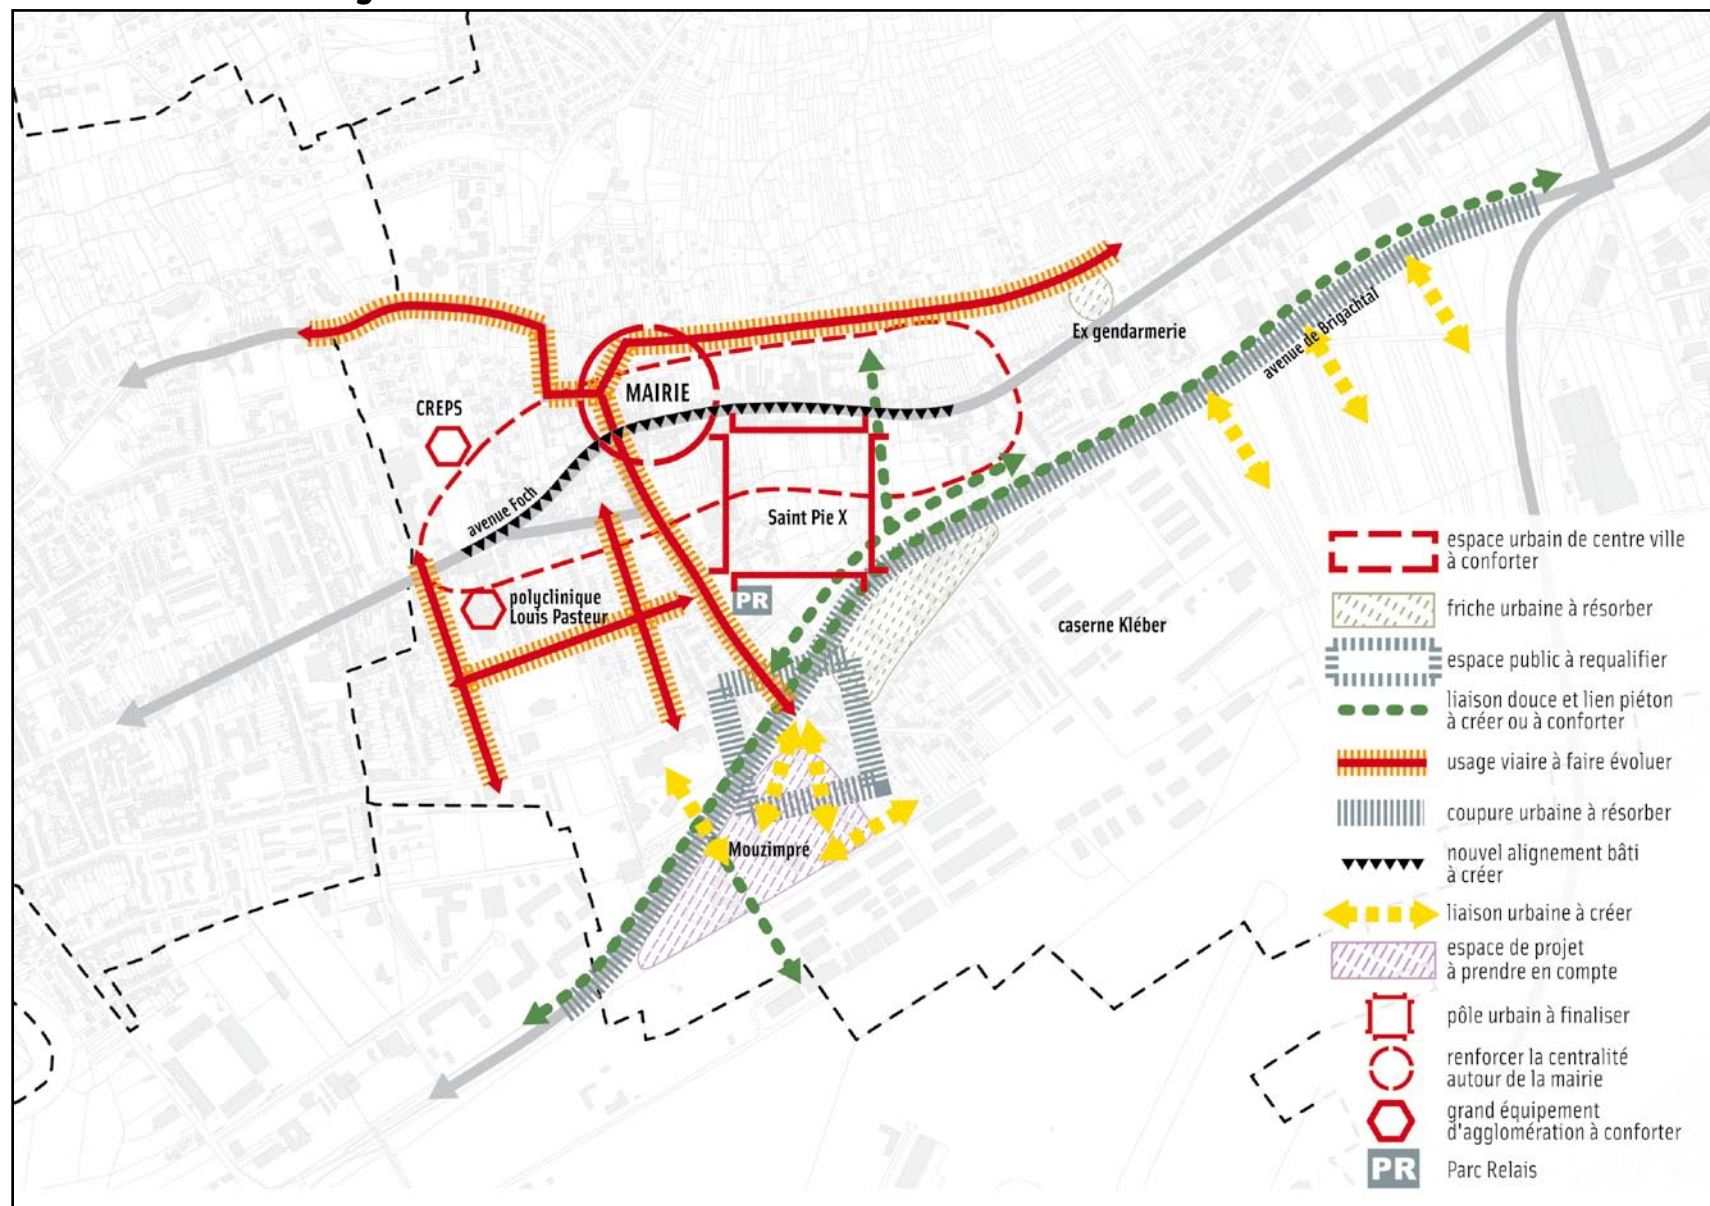 MAIRIE
CREPS
avenue Foch
polyclinique
Louis Pasteur
Saint Pie X
PR
Ex gendarmerie
avenue de Brigachtal
caserne Kléber
Mouzimpré
espace urbain de centre ville
à conforter
friche urbaine à résorber
espace public à requalifier
liaison douce et lien piéton
à créer ou à conforter
usage viaire à faire évoluer
coupure urbaine à résorber
nouvel alignement bâti
à créer
liaison urbaine à créer
espace de projet
à prendre en compte
pôle urbain à finaliser
renforcer la centralité
autour de la mairie
grand équipement
d'agglomération à conforter
PR Parc Relais